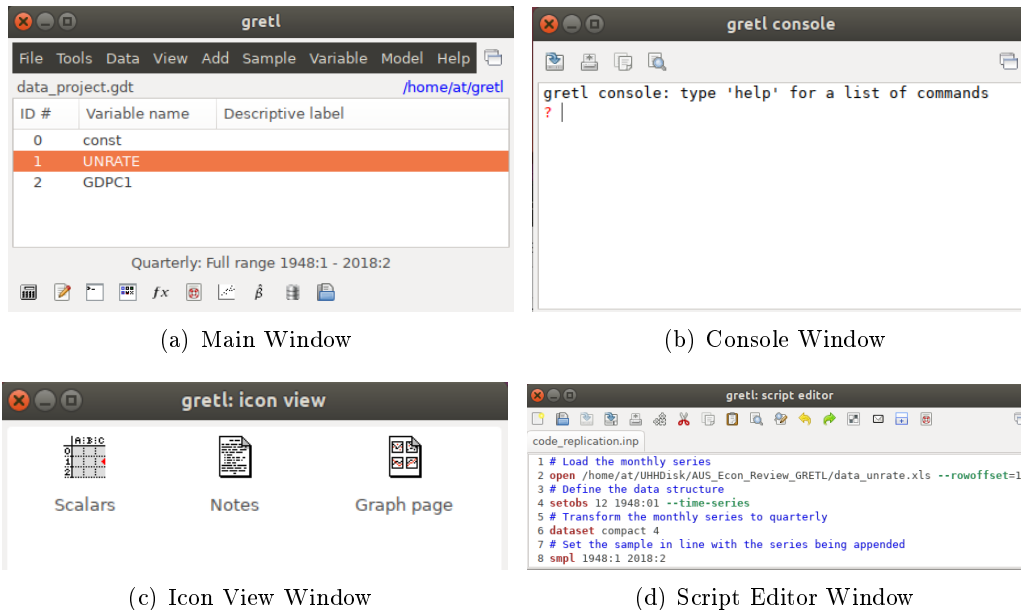 gretl
File Tools Data View Add Sample Variable Model Help
data_project.gdt /home/at/gretl
ID # Variable name Descriptive label
0 const
1 UNRATE
2 GDPC1
Quarterly: Full range 1948:1 - 2018:2
fx β̂
(a) Main Window
gretl console
gretl console: type 'help' for a list of commands
?
(b) Console Window
gretl: icon view
A B C
0
1
2
Scalars Notes Graph page
(c) Icon View Window
gretl: script editor
code_replication.inp
1 # Load the monthly series
2 open /home/at/UHHDisk/AUS_Econ_Review_GRETL/data_unrate.xls --rowoffset=1
3 # Define the data structure
4 setobs 12 1948:01 --time-series
5 # Transform the monthly series to quarterly
6 dataset compact 4
7 # Set the sample in line with the series being appended
8 smpl 1948:1 2018:2
(d) Script Editor Window